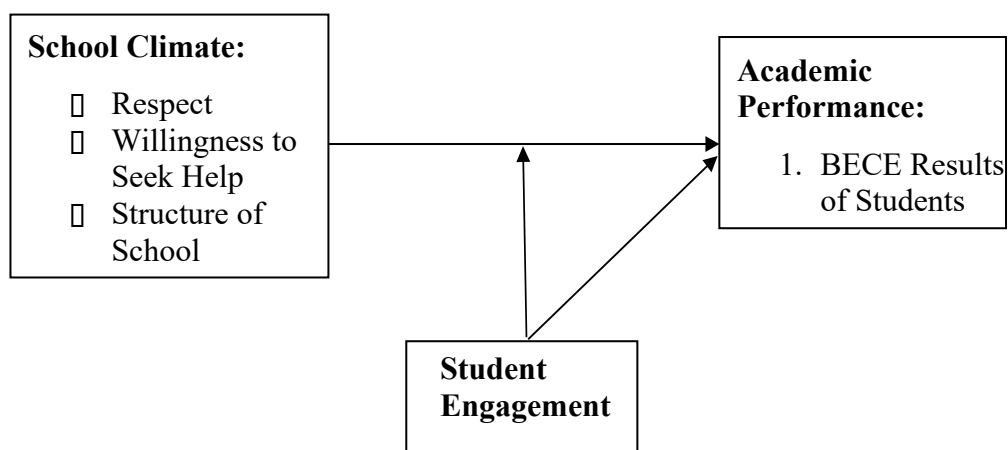 School Climate:
▯ Respect
▯ Willingness to
Seek Help
▯ Structure of
School
Academic
Performance:
1. BECE Results
of Students
Student
Engagement